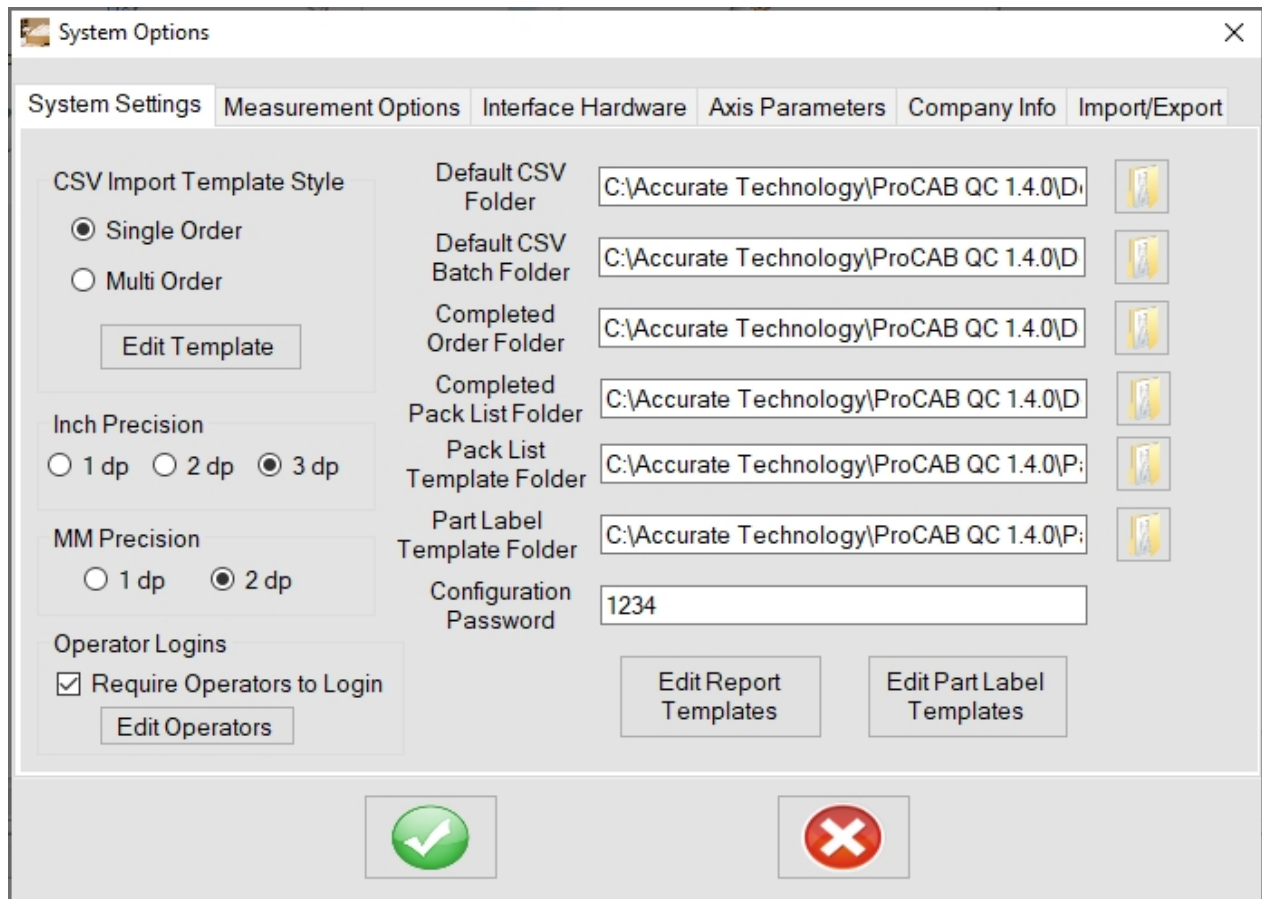 System Options
System Settings
Measurement Options
Interface Hardware
Axis Parameters
Company Info
Import/Export
CSV Import Template Style
Single Order
Multi Order
Edit Template
Inch Precision
1 dp
2 dp
3 dp
MM Precision
1 dp
2 dp
Operator Logins
Require Operators to Login
Edit Operators
Default CSV
Folder
C:\Accurate Technology\ProCAB QC 1.4.0\D
Default CSV
Batch Folder
C:\Accurate Technology\ProCAB QC 1.4.0\D
Completed
Order Folder
C:\Accurate Technology\ProCAB QC 1.4.0\D
Completed
Pack List Folder
C:\Accurate Technology\ProCAB QC 1.4.0\D
Pack List
Template Folder
C:\Accurate Technology\ProCAB QC 1.4.0\P
Part Label
Template Folder
C:\Accurate Technology\ProCAB QC 1.4.0\P
Configuration
Password
1234
Edit Report
Templates
Edit Part Label
Templates